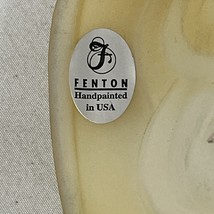 F
FENTON
Handpainted
in USA